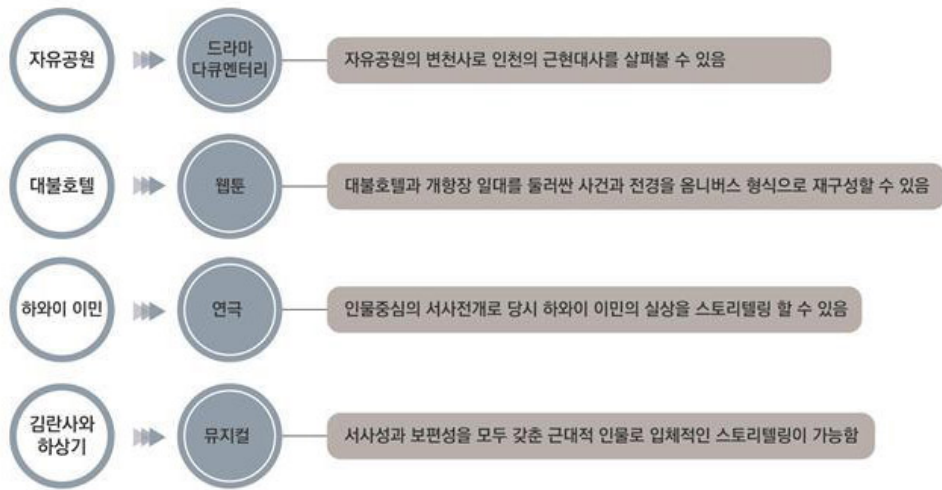 자유공원
드라마
다큐멘터리
자유공원의 변천사로 인천의 근현대사를 살펴볼 수 있음
대불호텔
웹툰
대불호텔과 개항장 일대를 둘러싼 사건과 전경을 옴니버스 형식으로 재구성할 수 있음
하와이 이민
연극
인물중심의 서사전개로 당시 하와이 이민의 실상을 스토리텔링 할 수 있음
김란사와
하상기
뮤지컬
서사성과 보편성을 모두 갖춘 근대적 인물로 입체적인 스토리텔링이 가능함